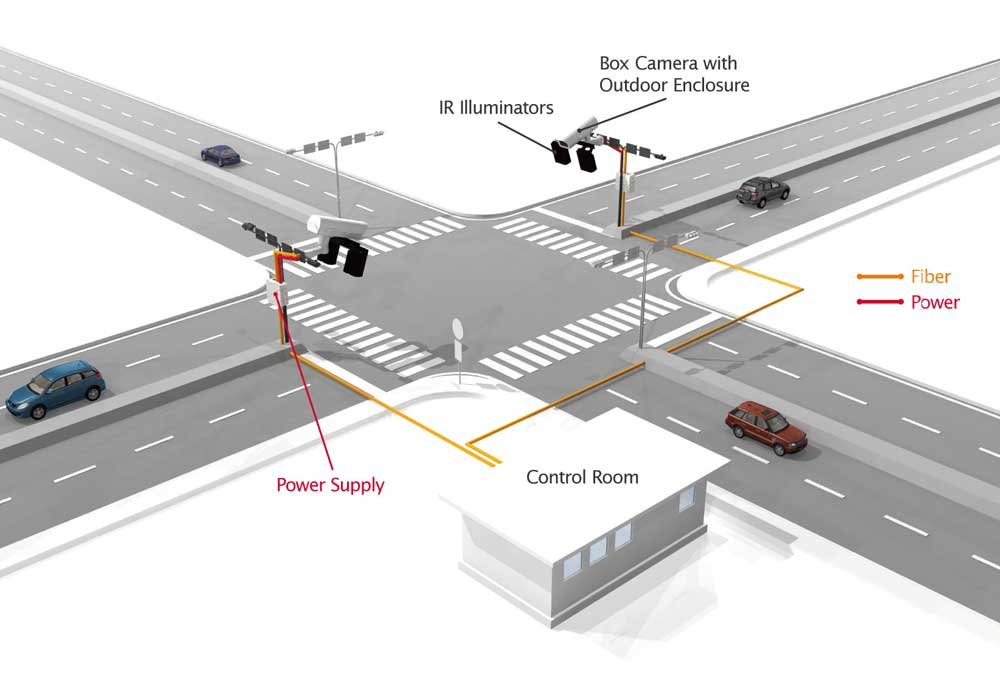 Box Camera with
Outdoor Enclosure
IR Illuminators
Fiber
Power
Power Supply
Control Room